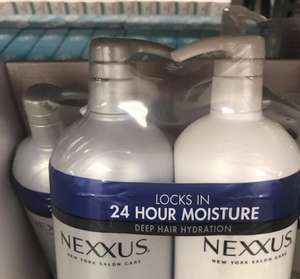 LOCKS IN
24 HOUR MOISTURE
DEEP HAIR HYDRATION
NEXXUS NEXXUS
NEW YORK SALON CARE NEW YORK SALON CARE